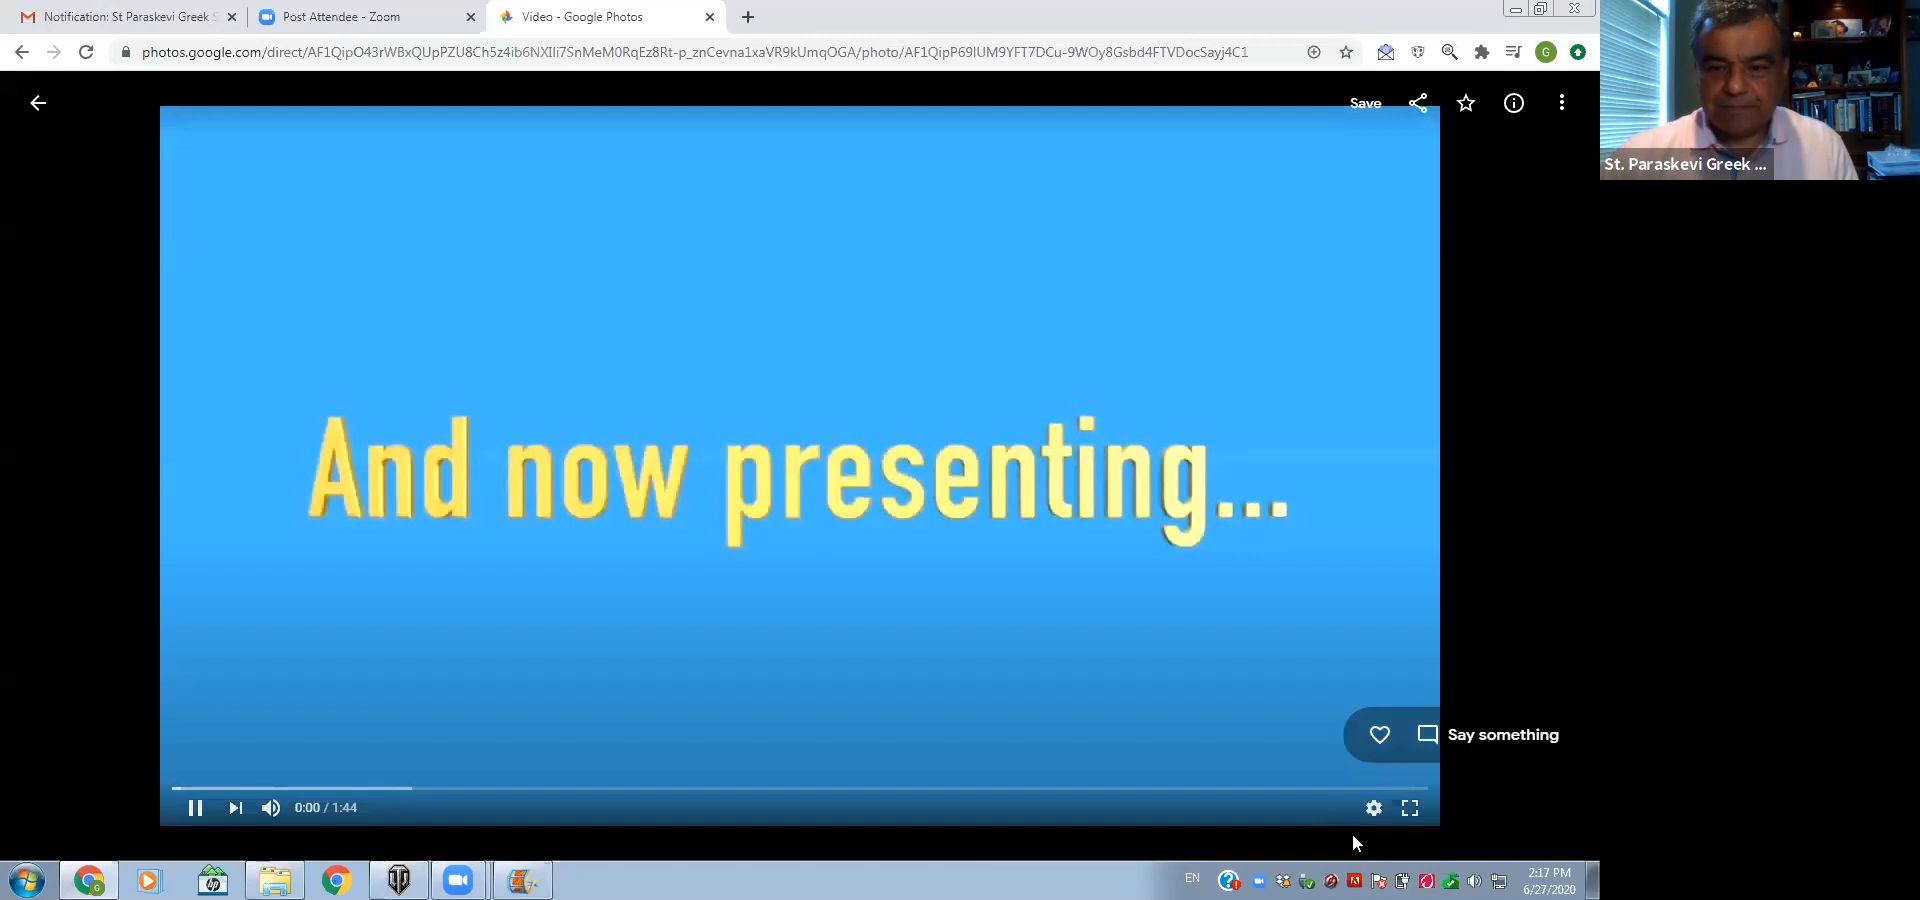 Notification: St Paraskevi Greek S
Post Attendee - Zoom
Video - Google Photos
photos.google.com/direct/AF1QipO43rWBxQUpPZU8Ch5z4ib6NXIli7SnMeM0RqEz8Rt-p_znCevna1xaVR9kUmqOGA/photo/AF1QipP69IUM9YFT7DCu-9WOy8Gsbd4FTVDocSayj4C1
G
Save
St. Paraskevi Greek ...
And now presenting...
Say something
0:00 / 1:44
EN
2:17 PM
6/27/2020